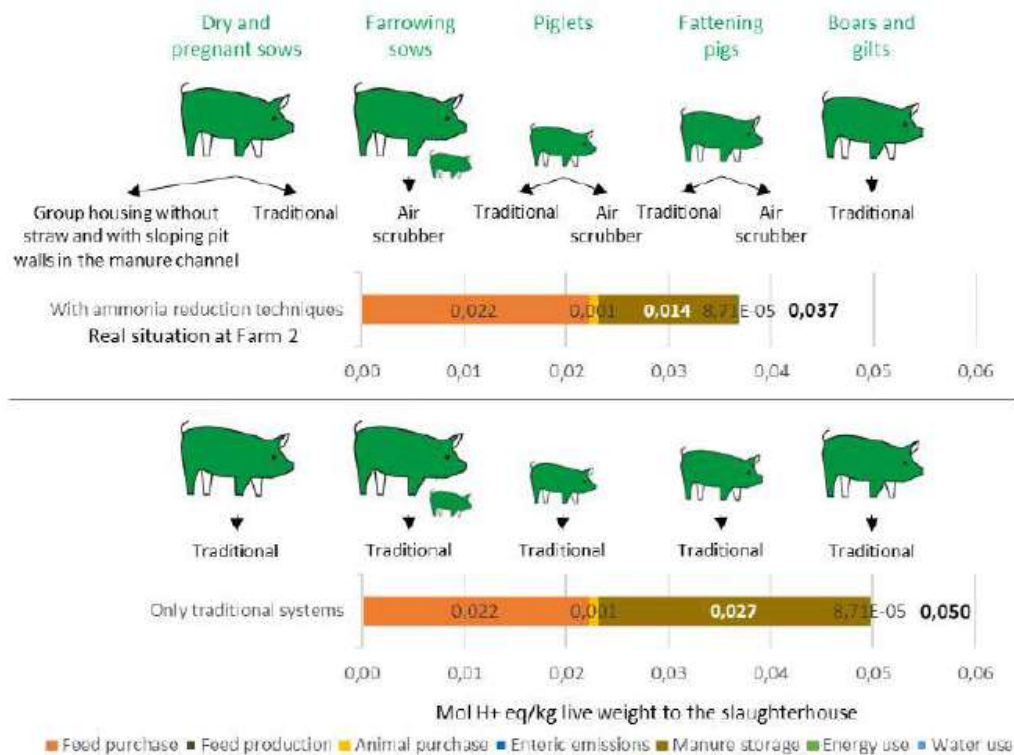 Dry and
pregnant sows
Farrowing
sows
Piglets
Fattening
pigs
Boars and
gilts
Group housing without
straw and with sloping pit
walls in the manure channel
Traditional
Air
scrubber
Traditional
Air
scrubber
Traditional
Air
scrubber
Traditional
With ammonia reduction techniques
Real situation at Farm 2
0,022 0,001 0,014 8,71E-05 0,037
0,00 0,01 0,02 0,03 0,04 0,05 0,06
Traditional Traditional Traditional Traditional Traditional
Only traditional systems
0,022 0,001 0,027 8,71E-05 0,050
0,00 0,01 0,02 0,03 0,04 0,05 0,06
Mol H+ eq/kg live weight to the slaughterhouse
Feed purchase Feed production Animal purchase Enteric emissions Manure storage Energy use Water use